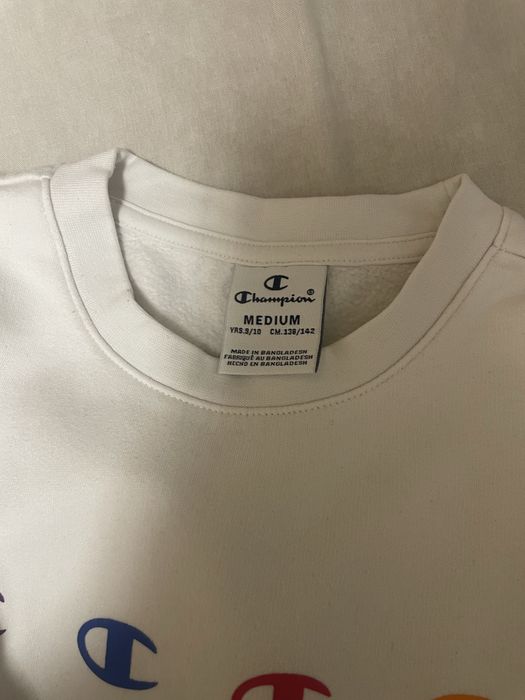 Champion®
MEDIUM
YRS.9/10 CM.138/142
MADE IN BANGLADESH
FABRIQUÉ AU BANGLADESH
HECHO EN BANGLADESH